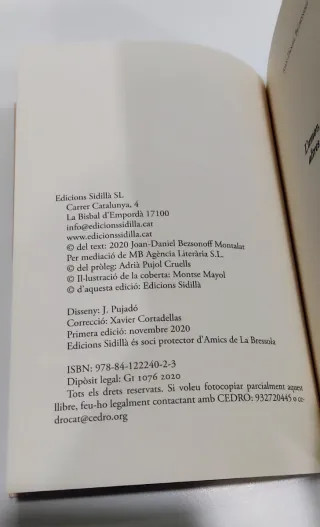 Edicions Sidillà SL
Carrer Catalunya, 4
La Bisbal d'Empordà 17100
info@edicionssidilla.cat
www.edicionssidilla.cat
© del text: 2020 Joan-Daniel Bezsonoff Montalat
Per mediació de MB Agència Literària S.L.
© del pròleg: Adrià Pujol Cruells
© Il·lustració de la coberta: Montse Mayol
© d'aquesta edició: Edicions Sidillà
Disseny: J. Pujadó
Correcció: Xavier Cortadellas
Primera edició: novembre 2020
Edicions Sidillà és soci protector d'Amics de La Bressola
ISBN: 978-84-122240-2-3
Dipòsit legal: GI 1076 2020
Tots els drets reservats. Si voleu fotocopiar parcialment aquest
llibre, feu-ho legalment contactant amb CEDRO: 932720445 o ce-
drocat@cedro.org